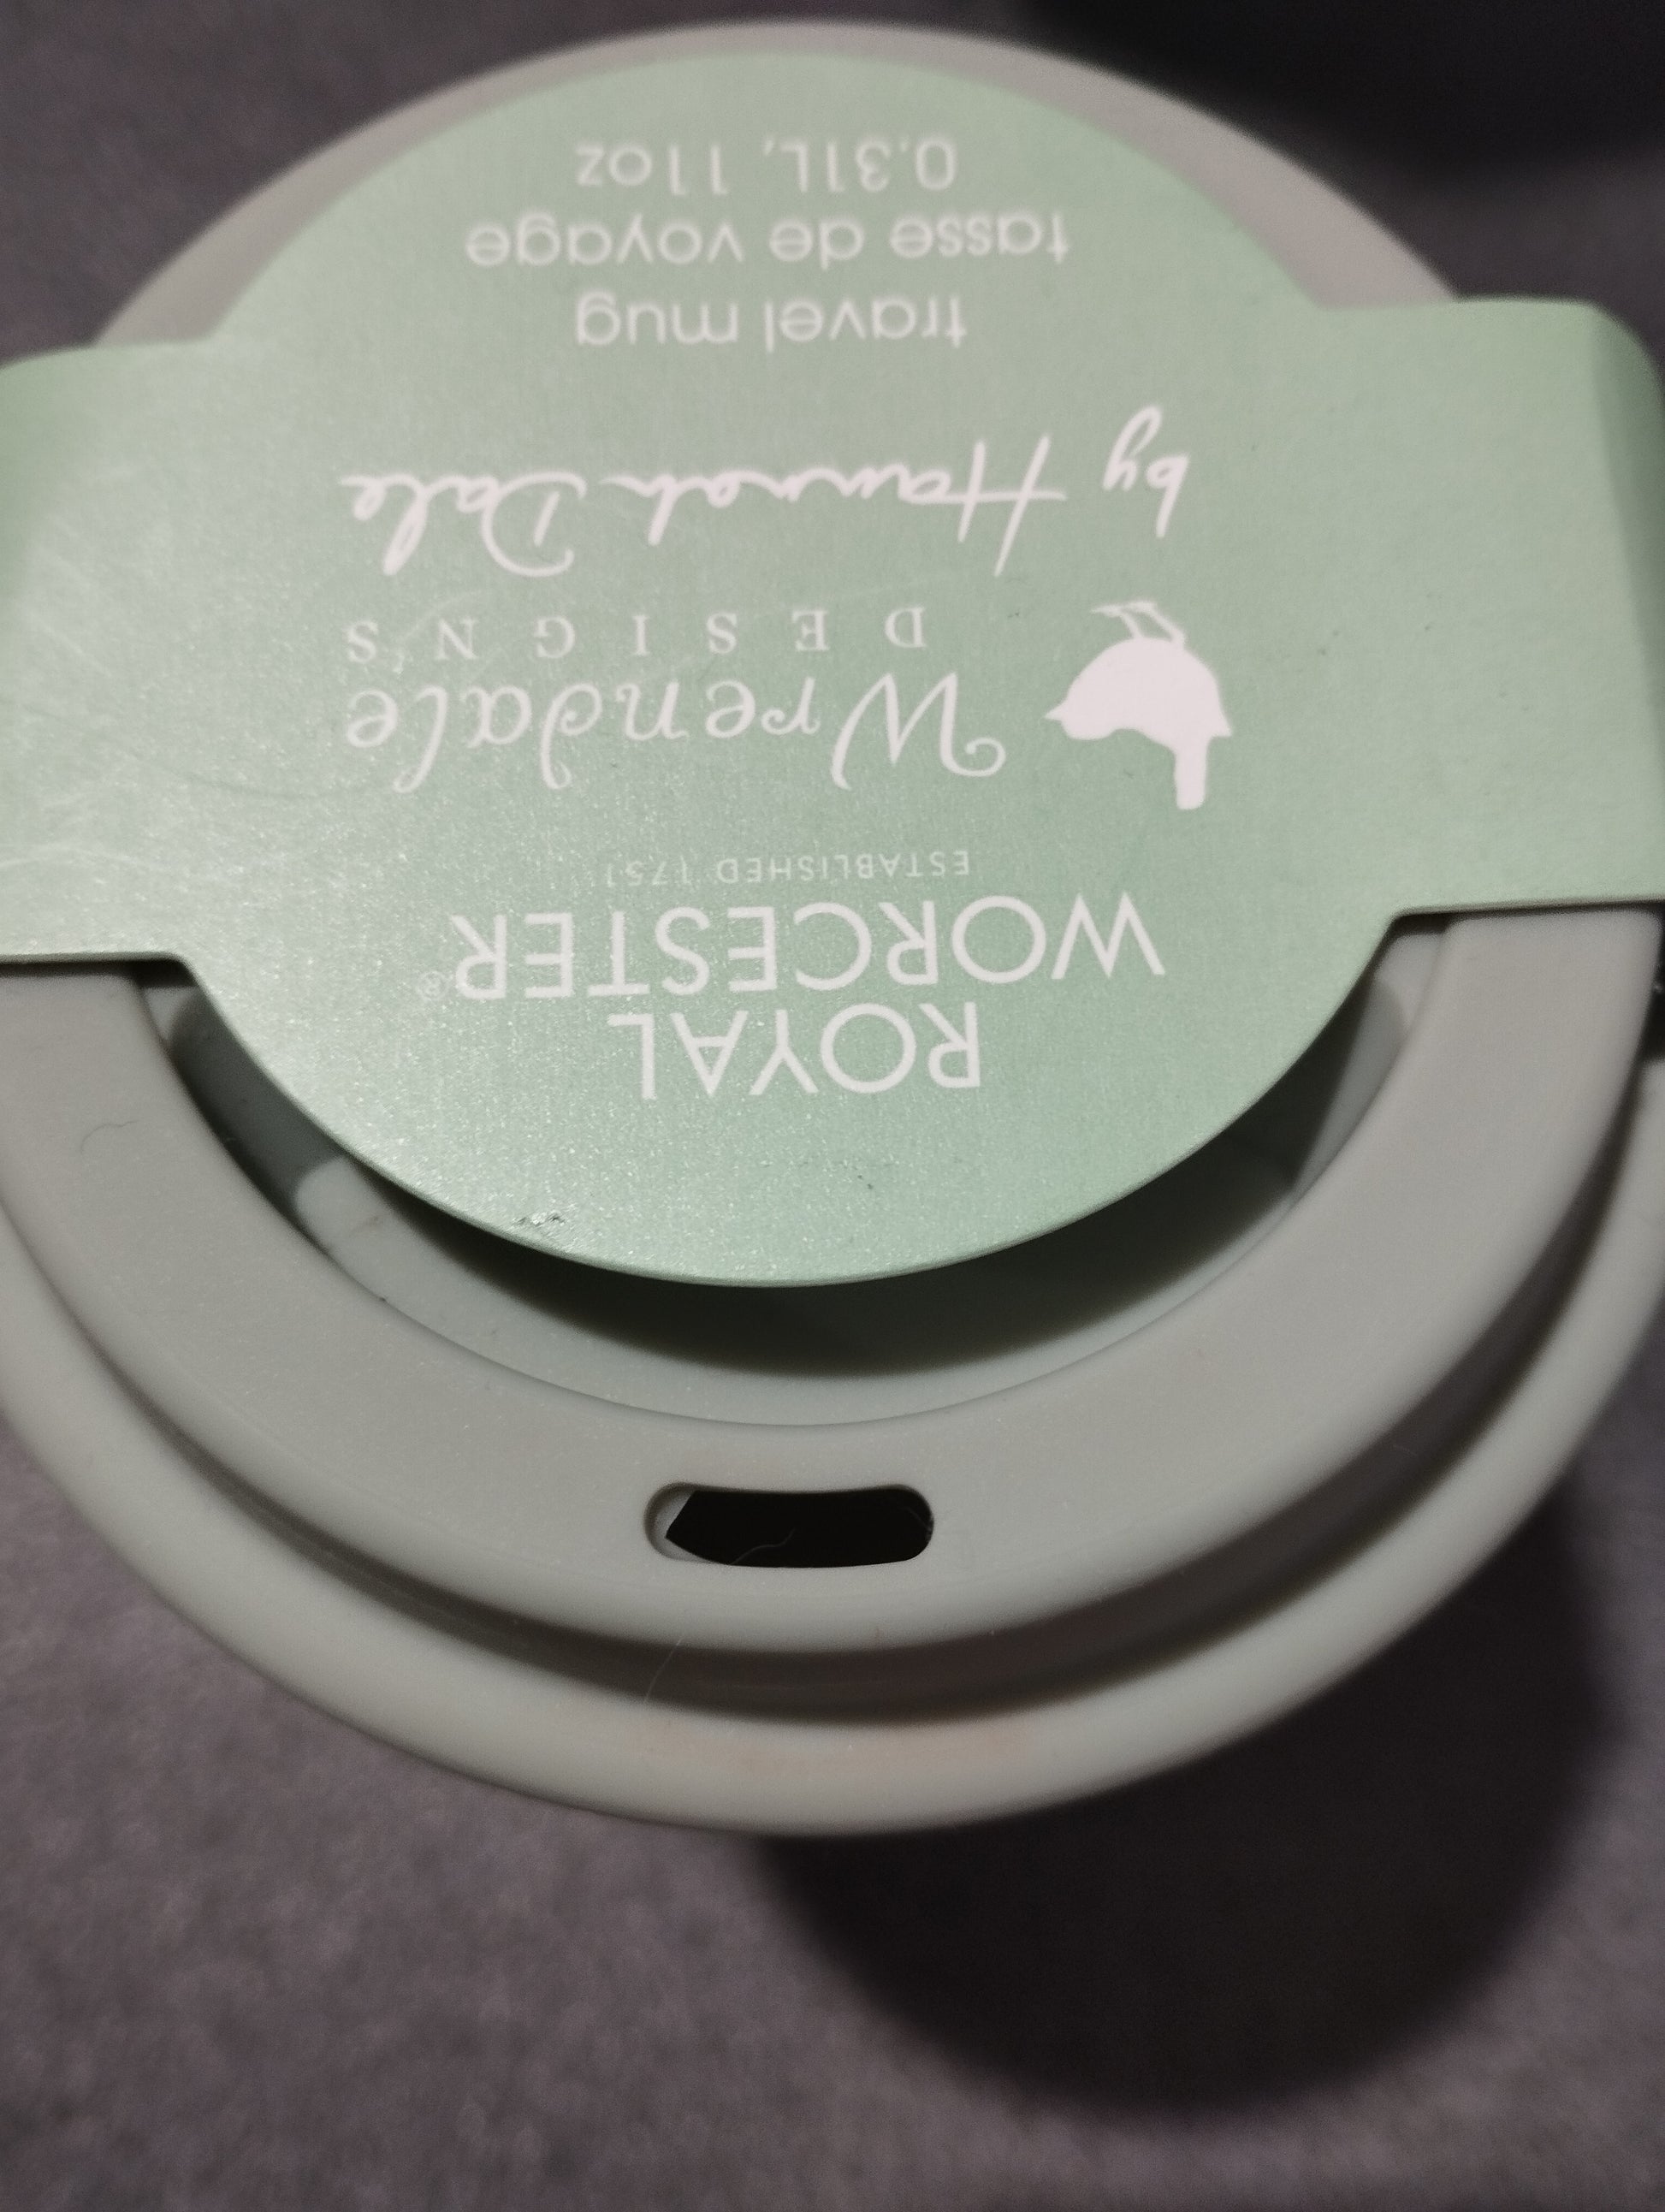 ROYAL
WORCESTER®
ESTABLISHED 1751
Wrendale
DESIGNS
by Hannah Dale
travel mug
tasse de voyage
0.31L, 11oz